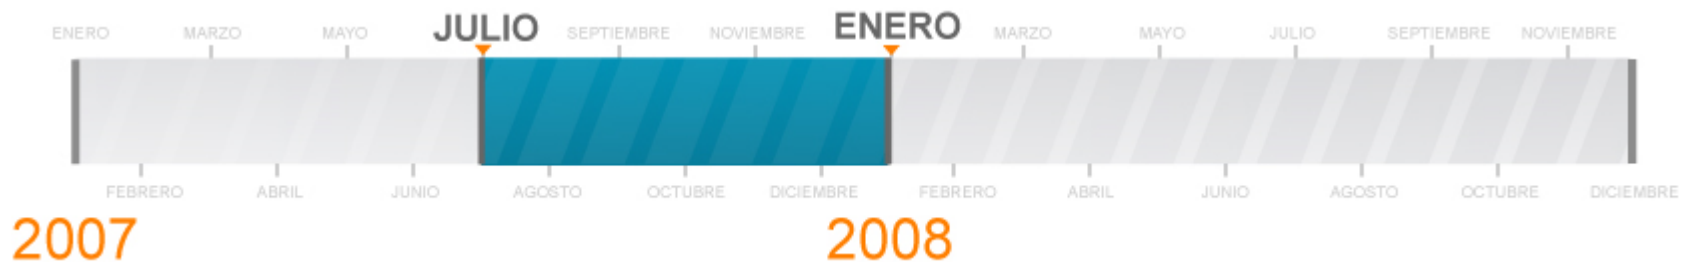 ENERO MARZO MAYO JULIO SEPTIEMBRE NOVIEMBRE ENERO MARZO MAYO JULIO SEPTIEMBRE NOVIEMBRE
FEBRERO ABRIL JUNIO AGOSTO OCTUBRE DICIEMBRE FEBRERO ABRIL JUNIO AGOSTO OCTUBRE DICIEMBRE
2007 2008